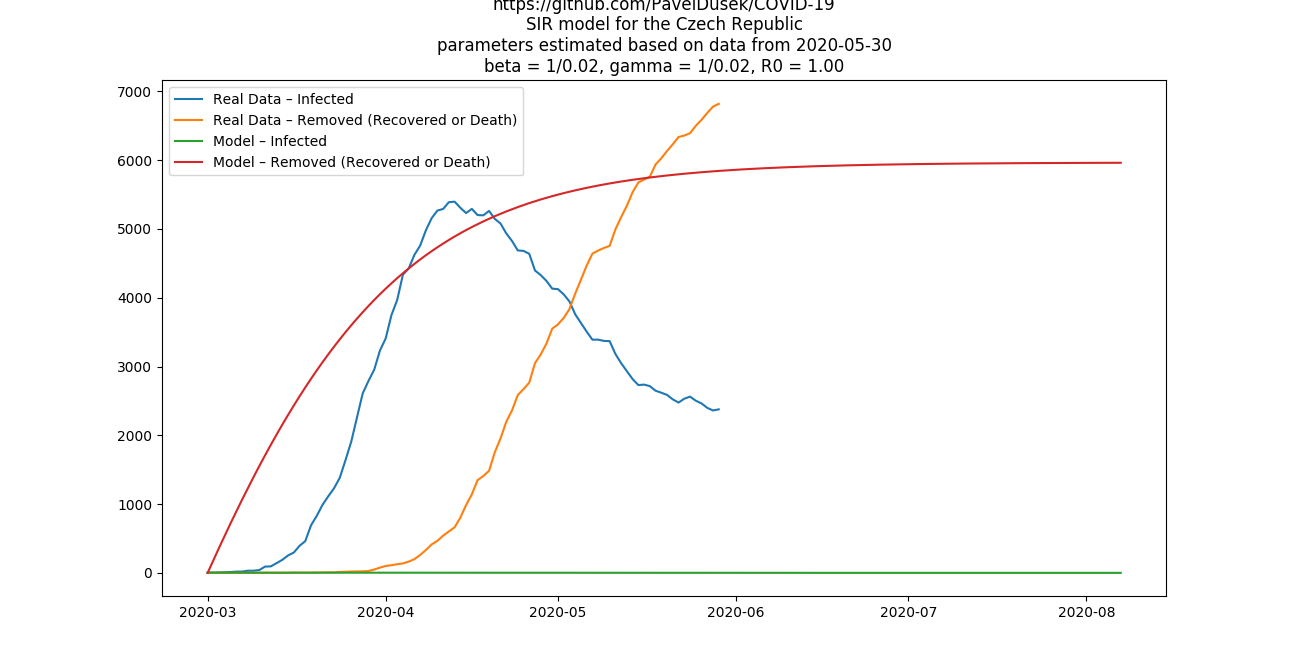 https://github.com/PavelDusek/COVID-19
SIR model for the Czech Republic
parameters estimated based on data from 2020-05-30
beta = 1/0.02, gamma = 1/0.02, R0 = 1.00
Real Data – Infected
Real Data – Removed (Recovered or Death)
Model – Infected
Model – Removed (Recovered or Death)
7000
6000
5000
4000
3000
2000
1000
0
2020-03 2020-04 2020-05 2020-06 2020-07 2020-08